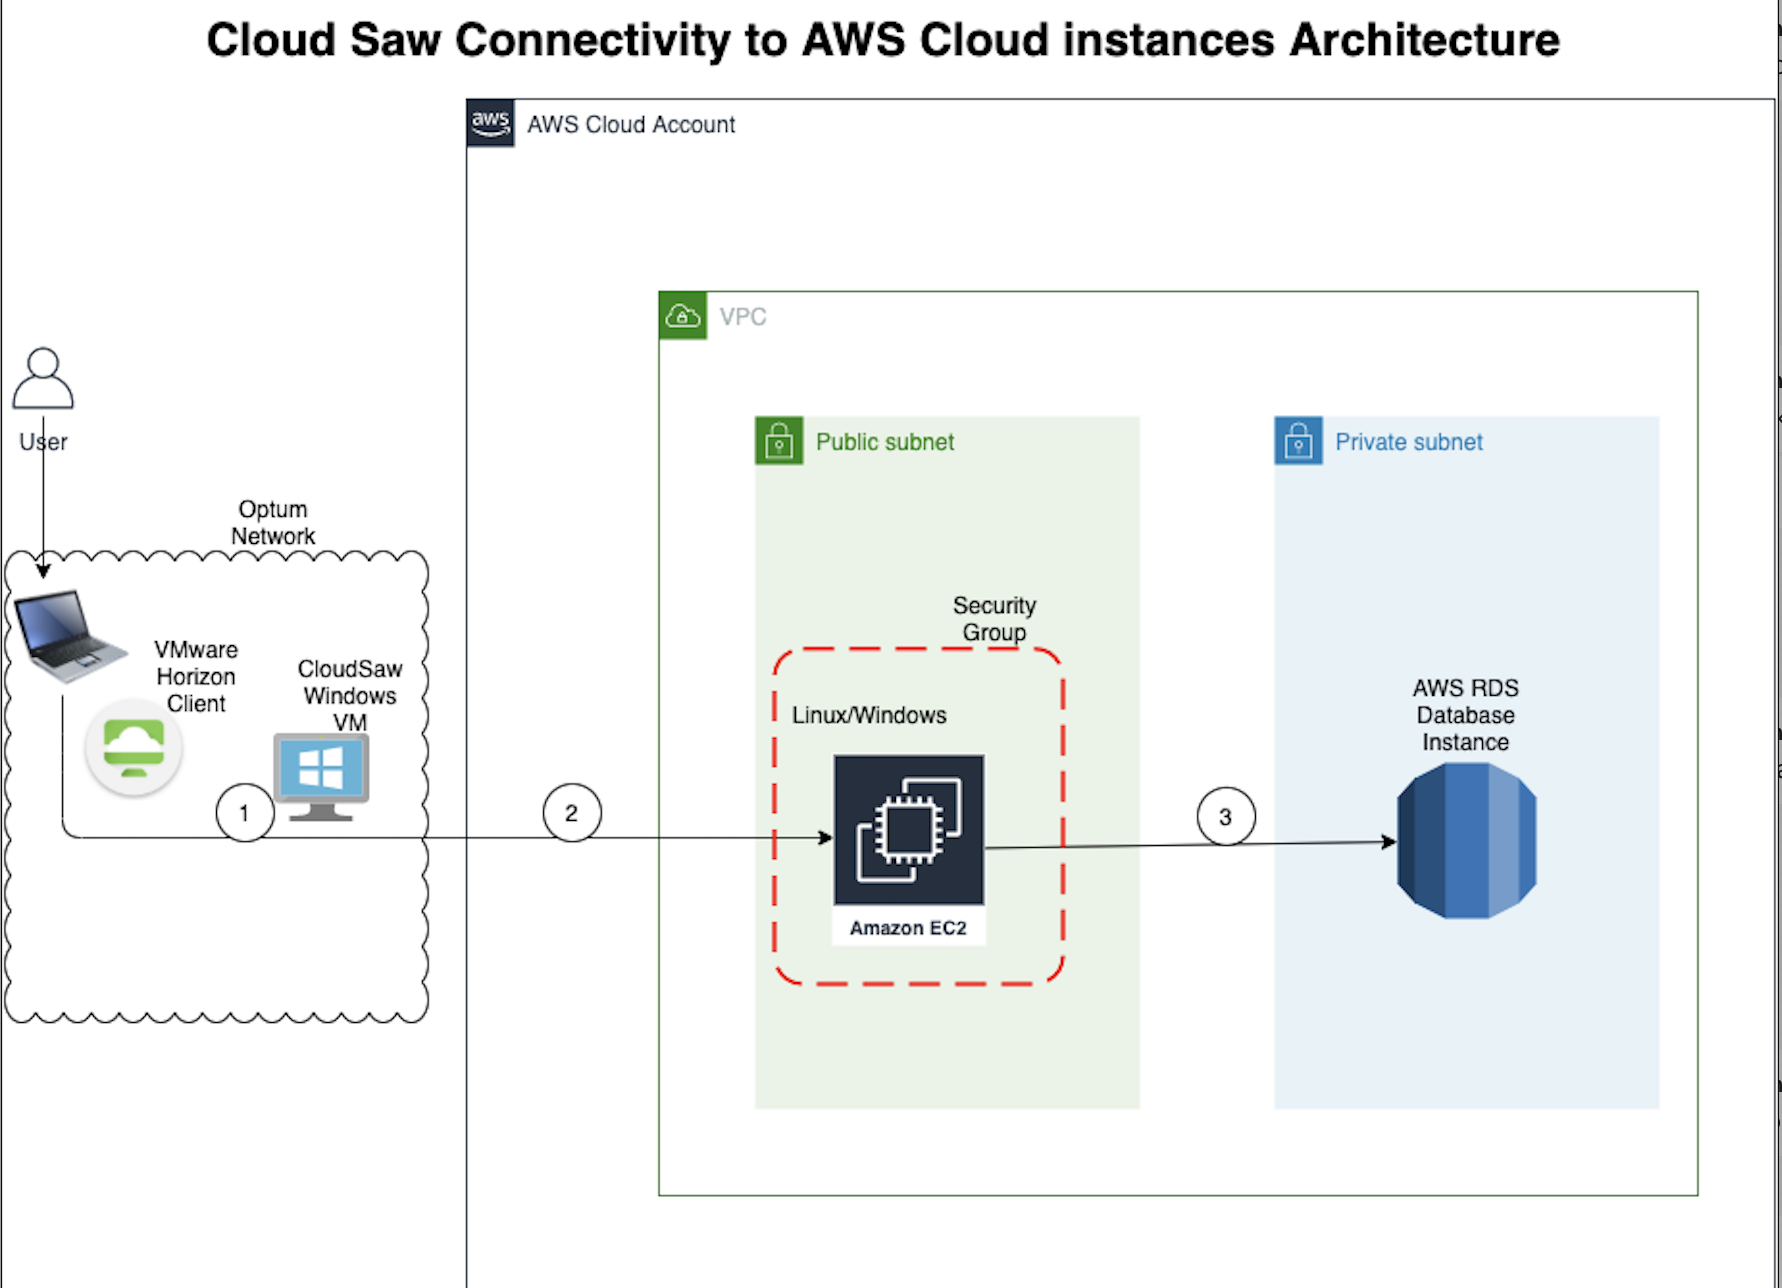 Cloud Saw Connectivity to AWS Cloud instances Architecture
aws
AWS Cloud Account
VPC
User
Public subnet
Private subnet
Optum
Network
Security
Group
VMware
Horizon
Client
CloudSaw
Windows
VM
Linux/Windows
AWS RDS
Database
Instance
1
2
3
Amazon EC2